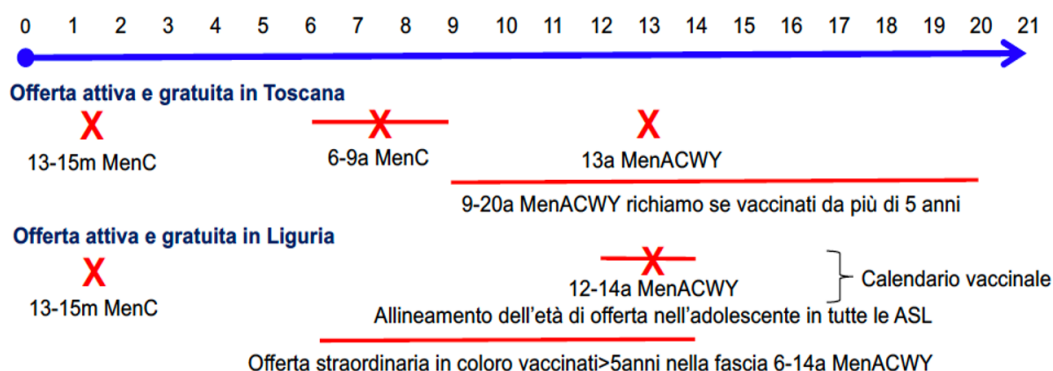 0 1 2 3 4 5 6 7 8 9 10 11 12 13 14 15 16 17 18 19 20 21
Offerta attiva e gratuita in Toscana
X X X
13-15m MenC 6-9a MenC 13a MenACWY
9-20a MenACWY richiamo se vaccinati da più di 5 anni
Offerta attiva e gratuita in Liguria
X X
12-14a MenACWY Calendario vaccinale
13-15m MenC
Allineamento dell'età di offerta nell'adolescente in tutte le ASL
Offerta straordinaria in coloro vaccinati>5anni nella fascia 6-14a MenACWY